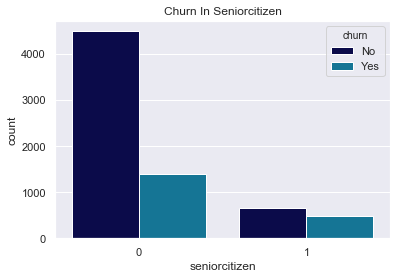 Churn In Seniorcitizen
churn
No
Yes
4000
3000
2000
1000
0
count
0 1
seniorcitizen